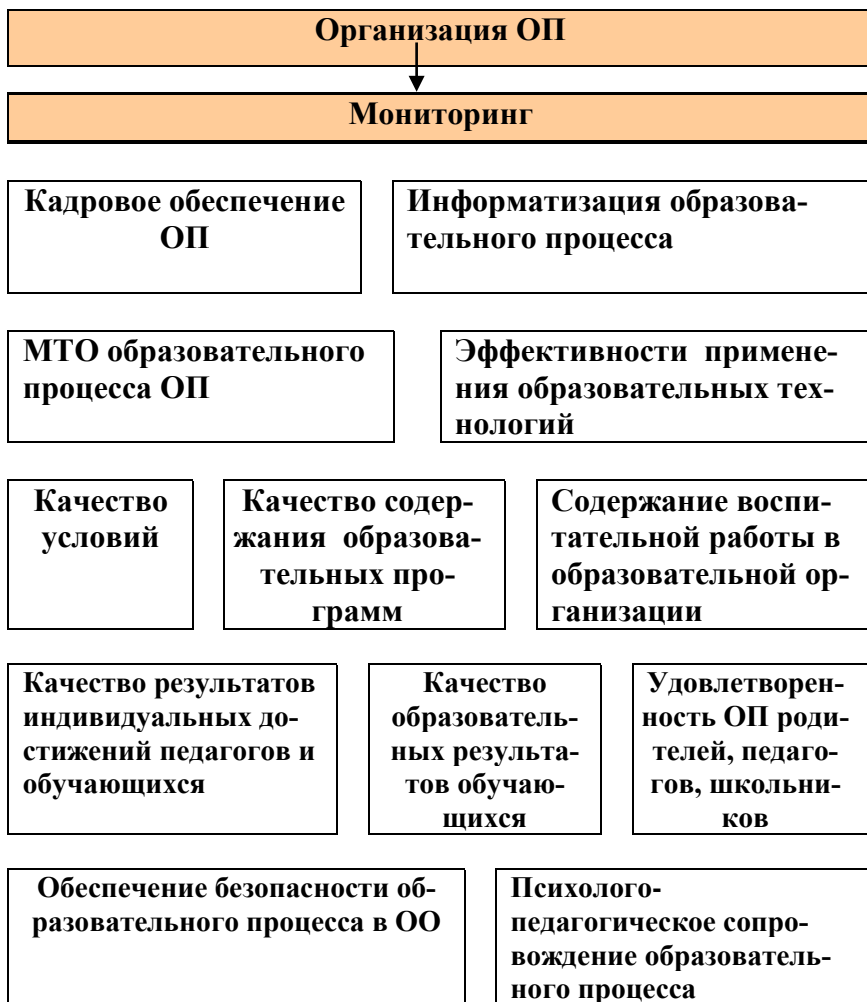 Организация ОП
Мониторинг
Кадровое обеспечение
ОП
Информатизация образова-
тельного процесса
МТО образовательного
процесса ОП
Эффективности примене-
ния образовательных тех-
нологий
Качество
условий
Качество содер-
жания образова-
тельных про-
грамм
Содержание воспи-
тательной работы в
образовательной ор-
ганизации
Качество результатов
индивидуальных до-
стижений педагогов и
обучающихся
Качество
образователь-
ных результа-
тов обучаю-
щихся
Удовлетворен-
ность ОП роди-
телей, педаго-
гов, школьни-
ков
Обеспечение безопасности об-
разовательного процесса в ОО
Психолого-
педагогическое сопро-
вождение образователь-
ного процесса